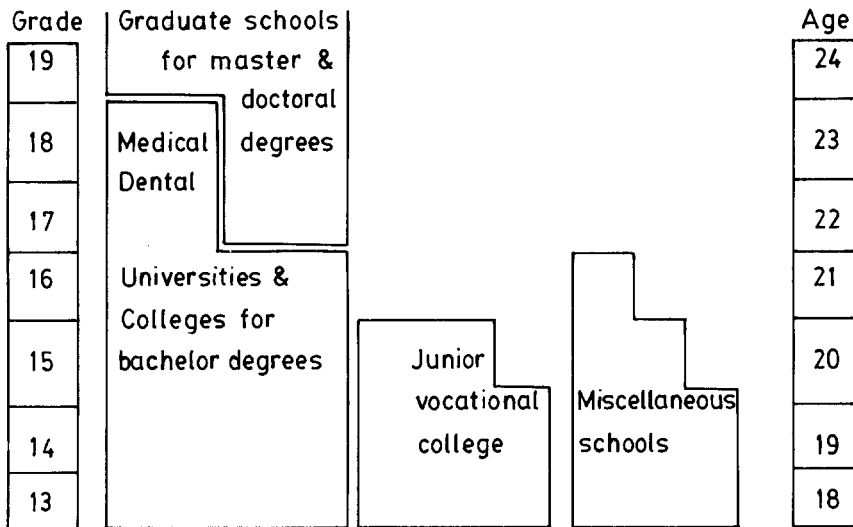 Grade
19
18
17
16
15
14
13
Graduate schools
for master &
doctoral
degrees
Medical
Dental
Universities &
Colleges for
bachelor degrees
Junior
vocational
college
Miscellaneous
schools
Age
24
23
22
21
20
19
18